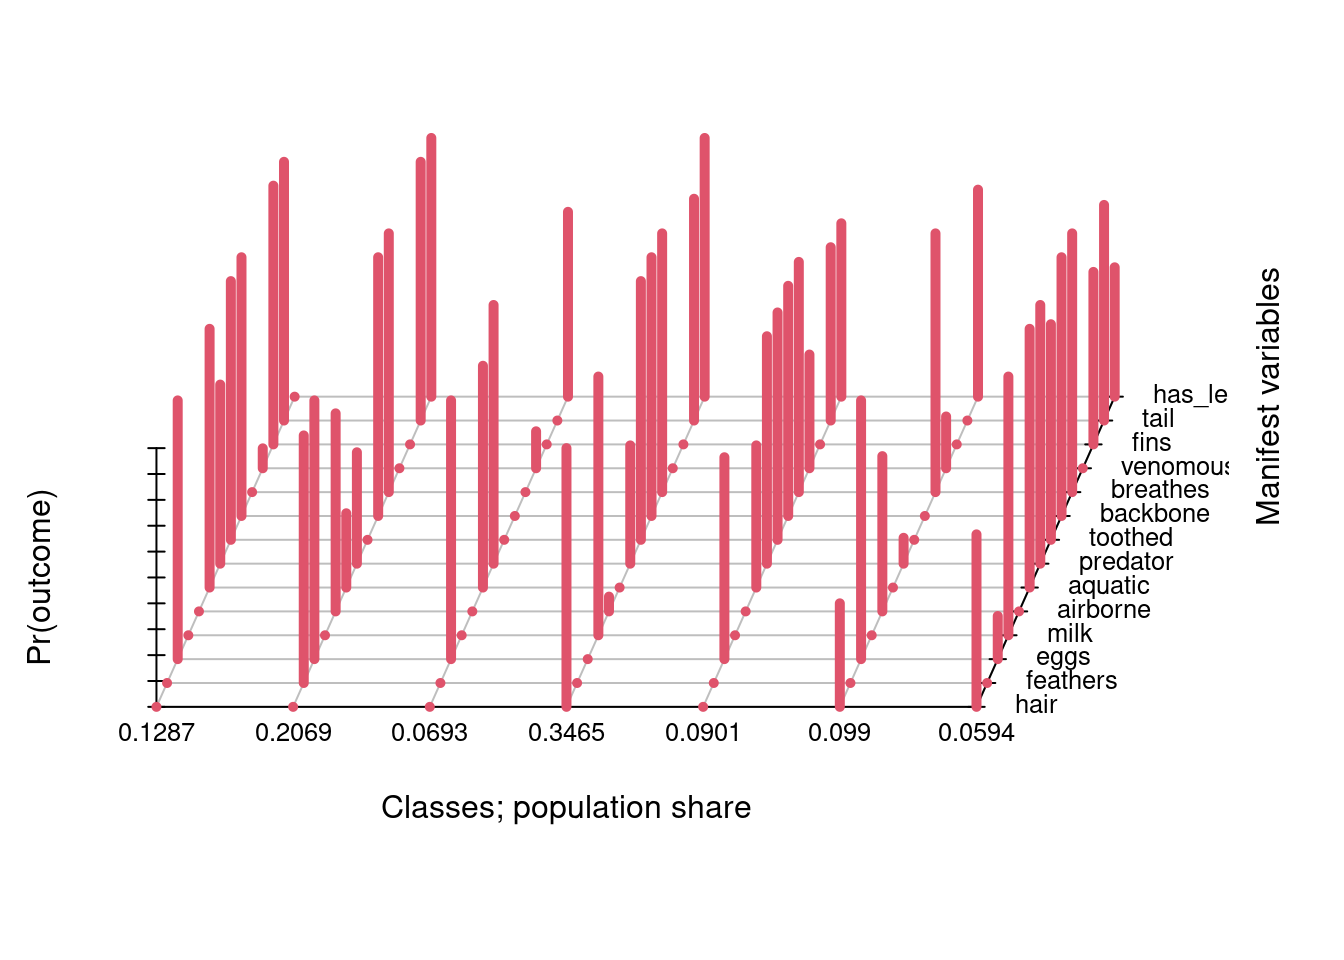 has_le
tail
fins
venomous
breathes
backbone
toothed
predator
aquatic
airborne
milk
eggs
feathers
hair
Manifest variables
Pr(outcome)
0.1287 0.2069 0.0693 0.3465 0.0901 0.099 0.0594
Classes; population share